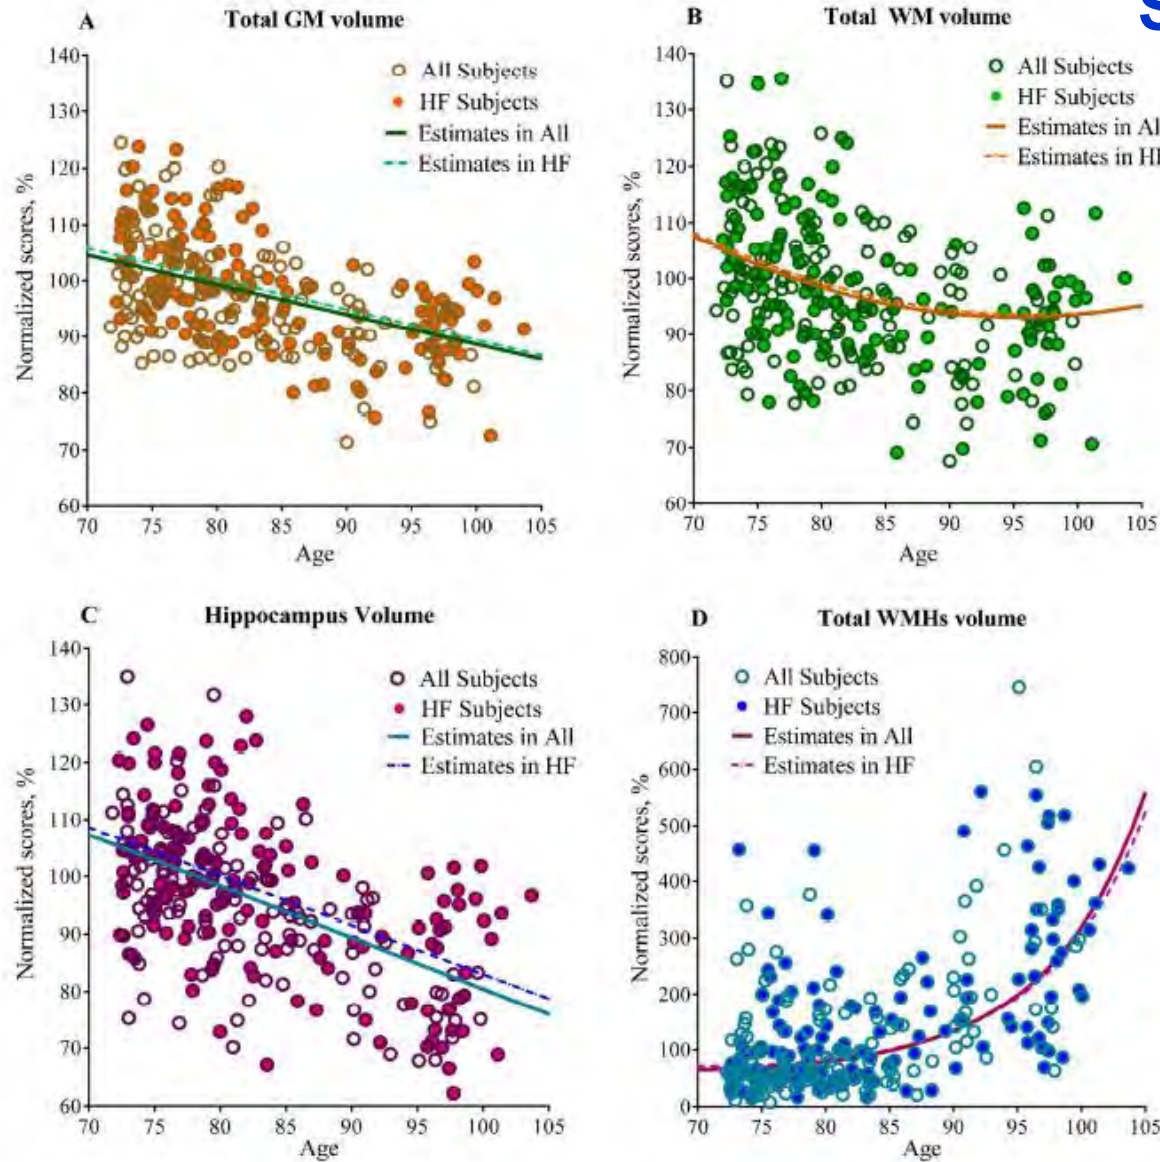 S
A
Total GM volume
140
130
120
110
100
90
80
70
60
Normalized scores, %
All Subjects
HF Subjects
Estimates in All
Estimates in HF
70 75 80 85 90 95 100 105
Age
B
Total WM volume
140
130
120
110
100
90
80
70
60
Normalized scores, %
All Subjects
HF Subjects
Estimates in Al
Estimates in HF
70 75 80 85 90 95 100 105
Age
C
Hippocampus Volume
140
130
120
110
100
90
80
70
60
Normalized scores, %
All Subjects
HF Subjects
Estimates in All
Estimates in HF
70 75 80 85 90 95 100 105
Age
D
Total WMHs volume
800
700
600
500
400
300
200
100
0
Normalized scores, %
All Subjects
HF Subjects
Estimates in All
Estimates in HF
70 75 80 85 90 95 100 105
Age